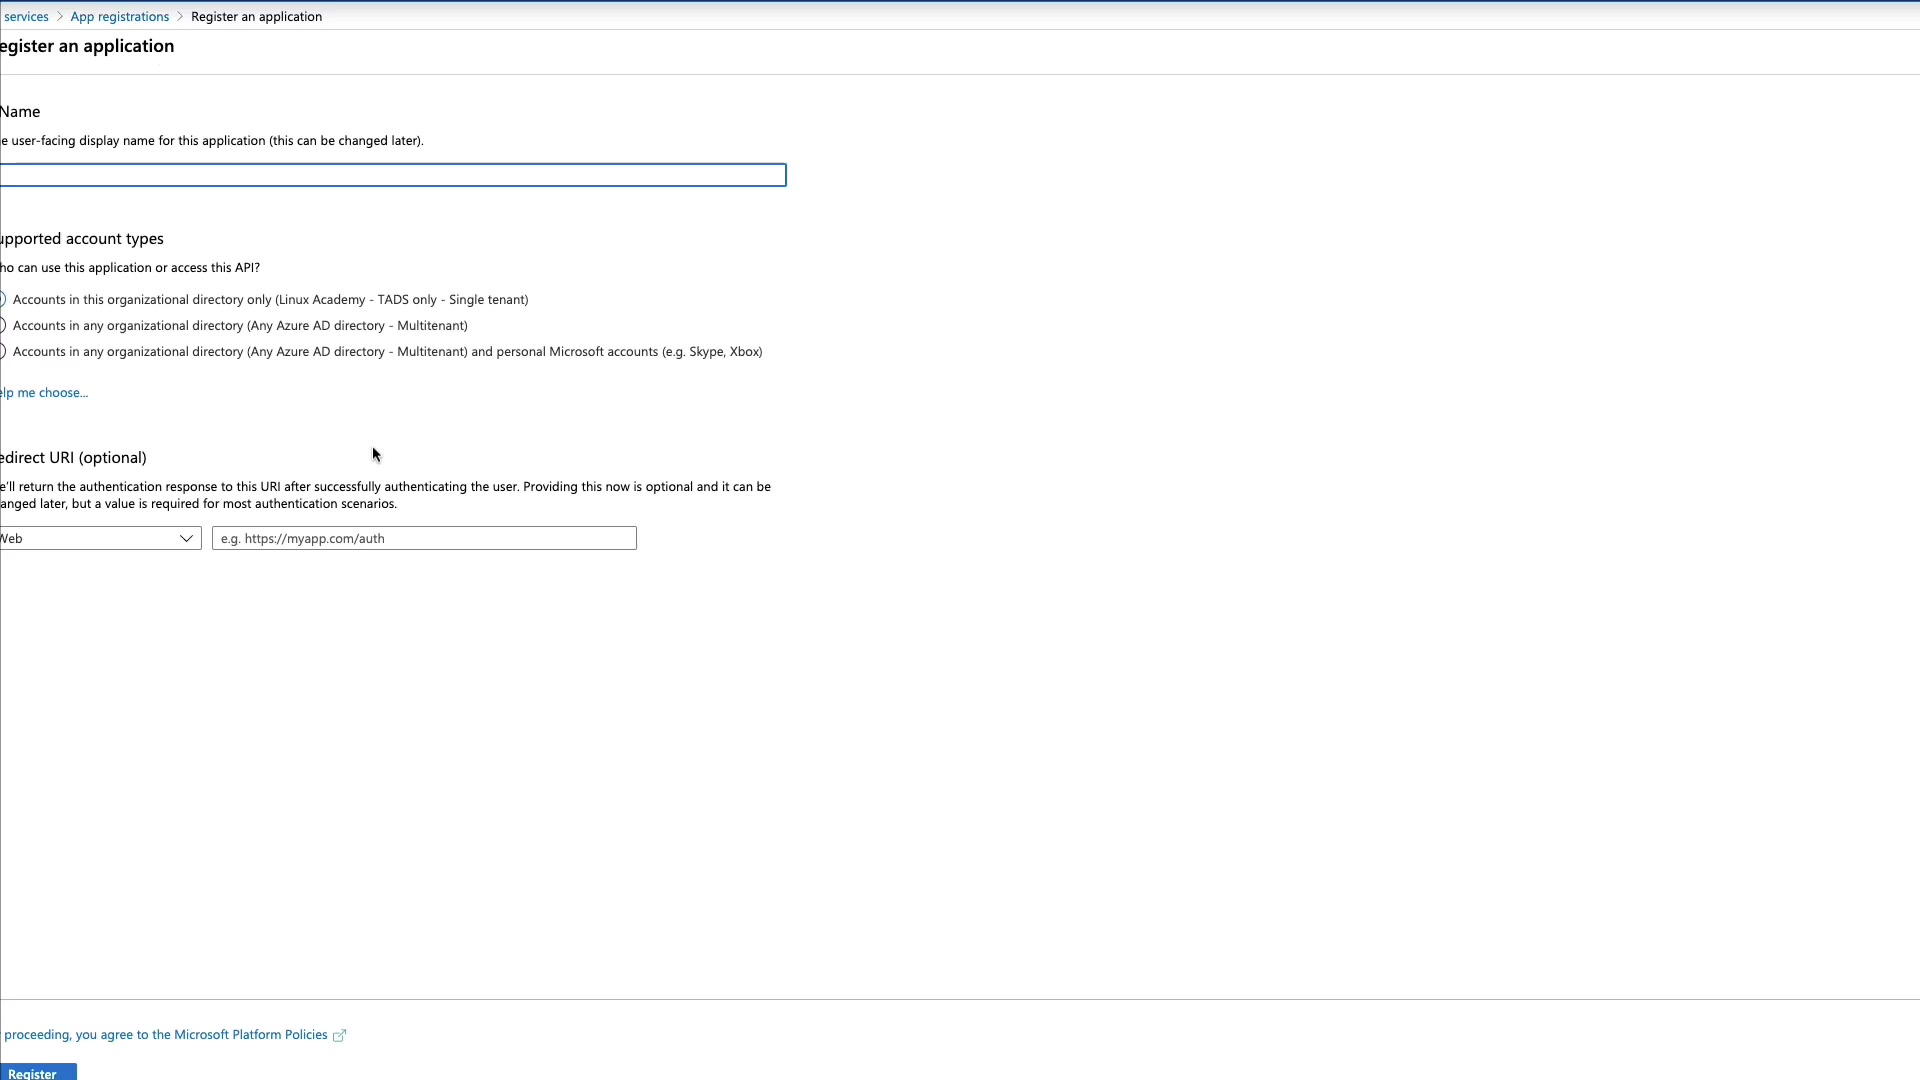 services > App registrations > Register an application
egister an application
Name
e user-facing display name for this application (this can be changed later).
upported account types
ho can use this application or access this API?
Accounts in this organizational directory only (Linux Academy - TADS only - Single tenant)
Accounts in any organizational directory (Any Azure AD directory - Multitenant)
Accounts in any organizational directory (Any Azure AD directory - Multitenant) and personal Microsoft accounts (e.g. Skype, Xbox)
elp me choose...
edirect URI (optional)
e'll return the authentication response to this URI after successfully authenticating the user. Providing this now is optional and it can be
anged later, but a value is required for most authentication scenarios.
Web e.g. https://myapp.com/auth
proceeding, you agree to the Microsoft Platform Policies
Register